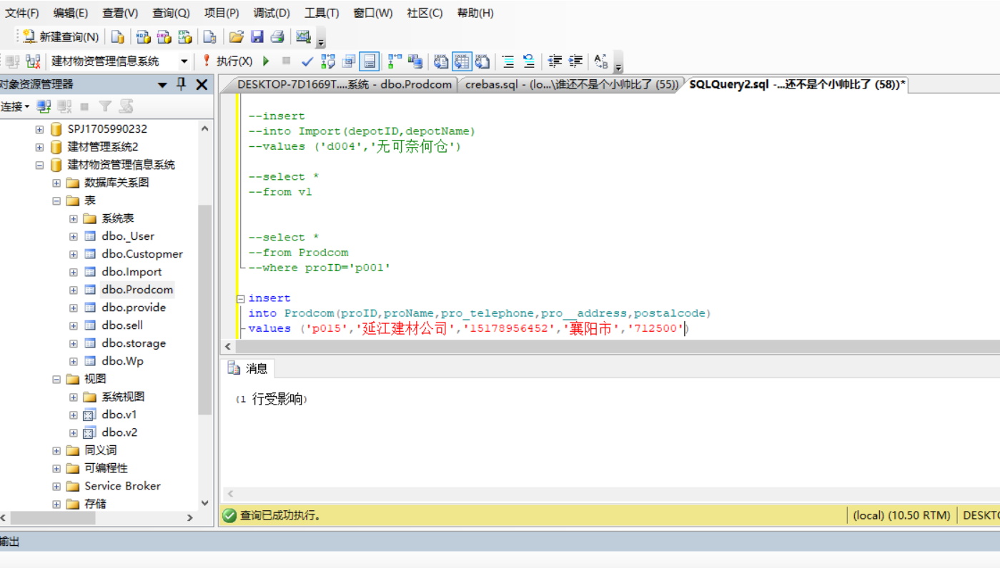 文件(F) 编辑(E) 查看(V) 查询(Q) 项目(P) 调试(D) 工具(T) 窗口(W) 社区(C) 帮助(H)
新建查询(N)
建材物资管理信息系统 执行(X)
对象资源管理器
连接
SPJ1705990232
建材管理系统2
建材物资管理信息系统
数据库关系图
表
系统表
dbo._User
dbo.Custopmer
dbo.Import
dbo.Prodcom
dbo.provide
dbo.sell
dbo.storage
dbo.Wp
视图
系统视图
dbo.v1
dbo.v2
同义词
可编程性
Service Broker
存储
DESKTOP-7D1669T....系统 - dbo.Prodcom crebas.sql - (lo...\谁还不是个小帅比了 (55)) SQLQuery2.sql -...还不是个小帅比了 (58))*
--insert
--into Import(depotID,depotName)
--values ('d004','无可奈何仓')
--select *
--from v1
--select *
--from Prodcom
--where proID='p001'
insert
into Prodcom(proID,proName,pro_telephone,pro__address,postalcode)
values ('p015','延江建材公司','15178956452','襄阳市','712500')
消息
(1 行受影响)
查询已成功执行。 (local) (10.50 RTM) DESKTO
输出